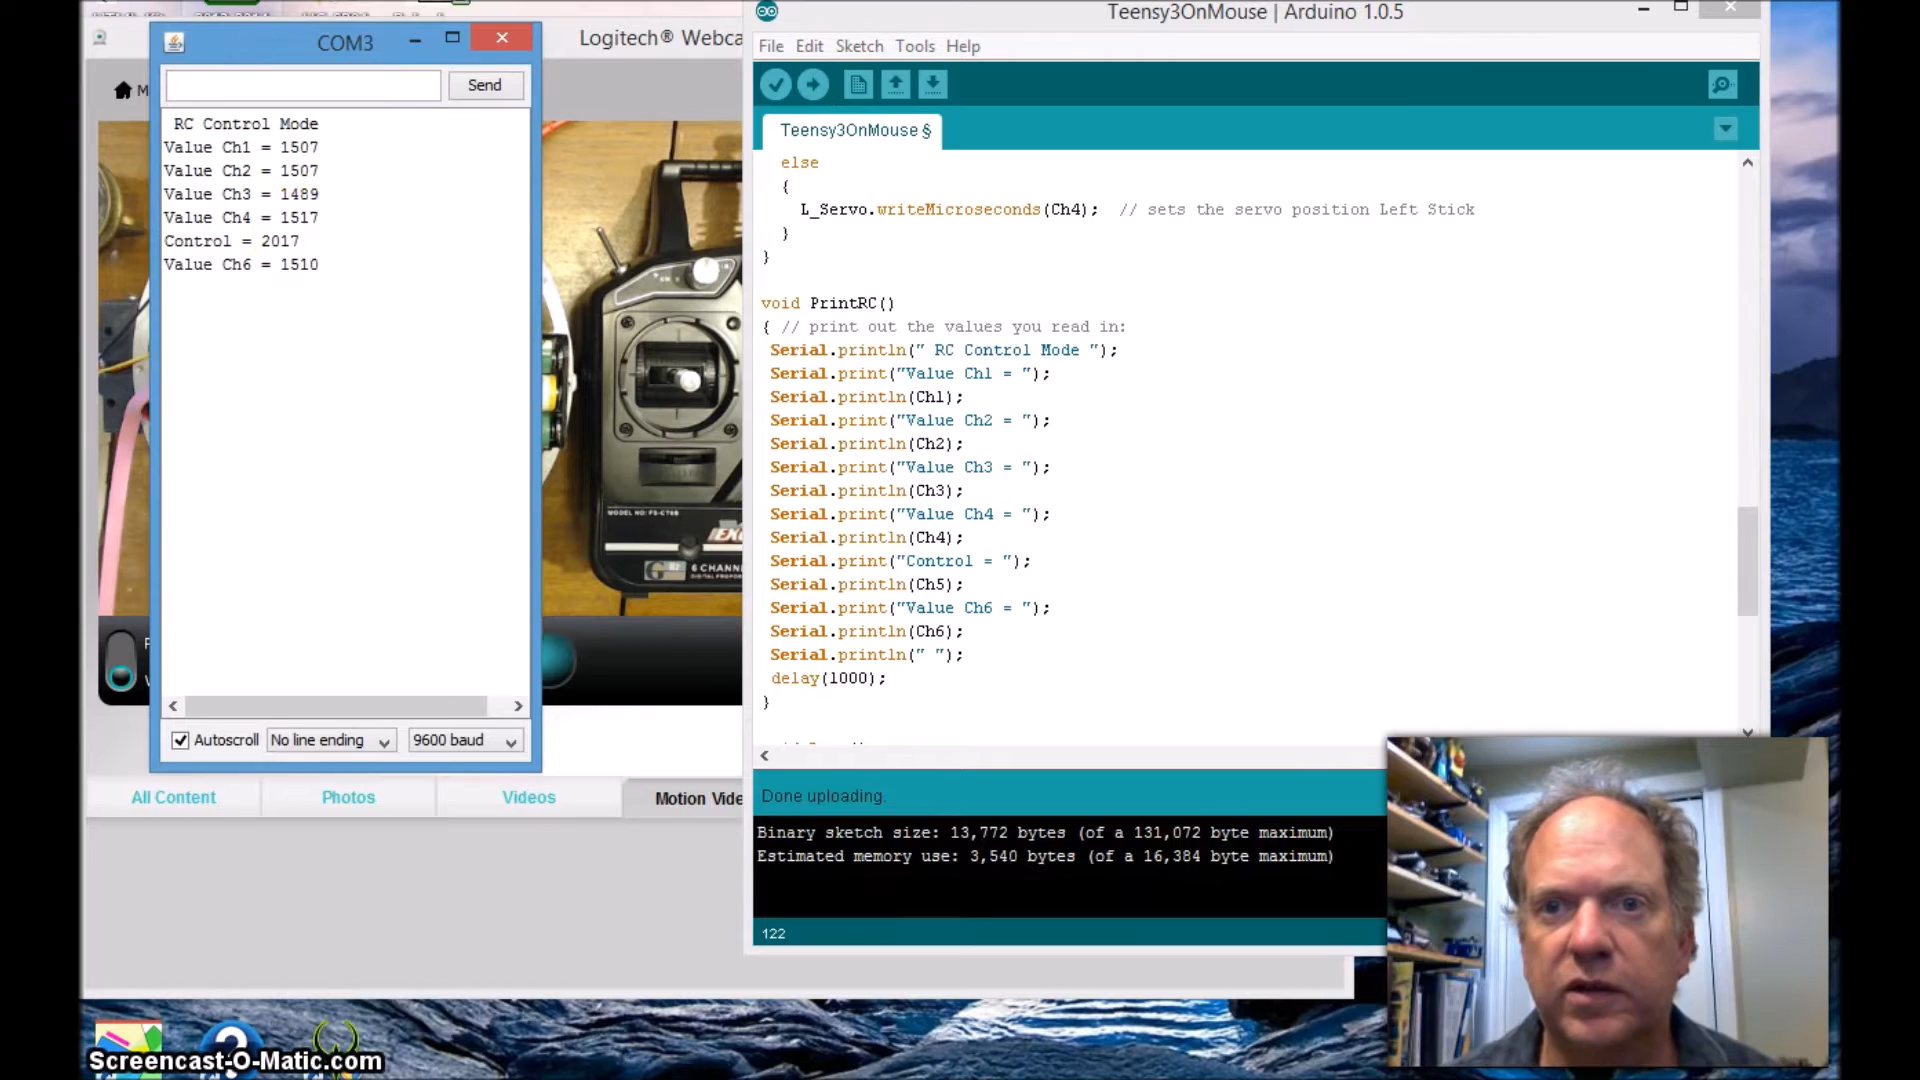 COM3
Send
RC Control Mode
Value Ch1 = 1507
Value Ch2 = 1507
Value Ch3 = 1489
Value Ch4 = 1517
Control = 2017
Value Ch6 = 1510
Autoscroll
No line ending
9600 baud
Logitech® Webca
M
MODEL NO: FS-CT6B
6 CHANN
All Content
Photos
Videos
Motion Vide
Teensy3OnMouse | Arduino 1.0.5
File Edit Sketch Tools Help
Teensy3OnMouse §
else
{
L_Servo.writeMicroseconds(Ch4); // sets the servo position Left Stick
}
}
void PrintRC()
{ // print out the values you read in:
Serial.println(" RC Control Mode ");
Serial.print("Value Ch1 = ");
Serial.println(Ch1);
Serial.print("Value Ch2 = ");
Serial.println(Ch2);
Serial.print("Value Ch3 = ");
Serial.println(Ch3);
Serial.print("Value Ch4 = ");
Serial.println(Ch4);
Serial.print("Control = ");
Serial.println(Ch5);
Serial.print("Value Ch6 = ");
Serial.println(Ch6);
Serial.println(" ");
delay(1000);
}
Done uploading.
Binary sketch size: 13,772 bytes (of a 131,072 byte maximum)
Estimated memory use: 3,540 bytes (of a 16,384 byte maximum)
122
Screencast-O-Matic.com